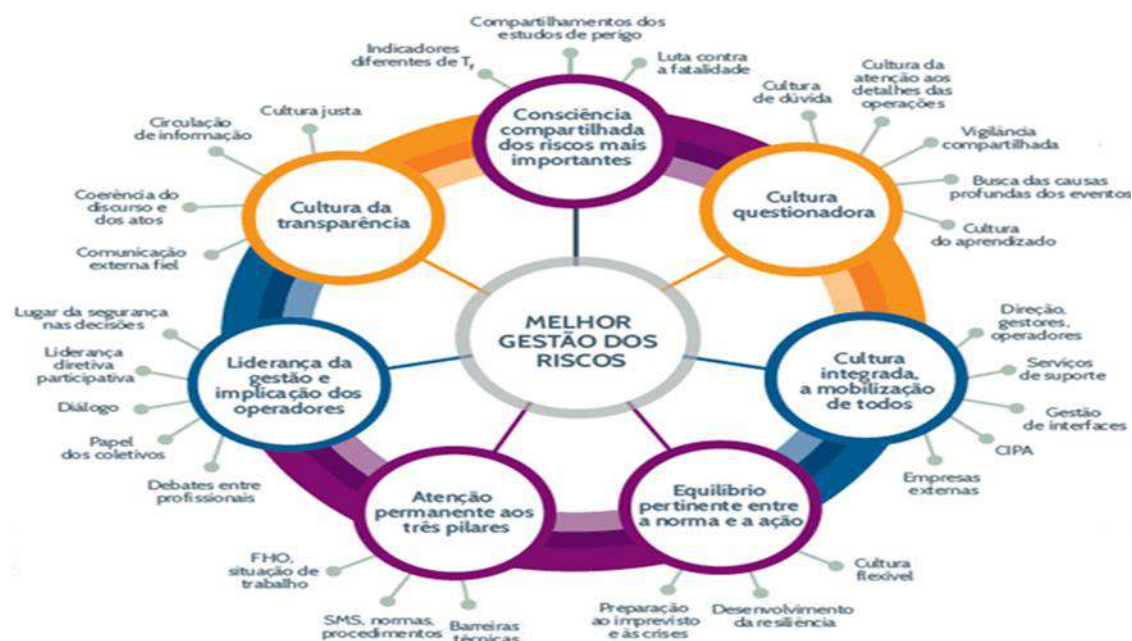 Compartilhamentos dos
estudos de perigo
Indicadores
diferentes de Tf
Luta contra
a fatalidade
Consciência
compartilhada
dos riscos mais
importantes
Cultura
de dúvida
Cultura da
atenção aos
detalhes das
operações
Vigilância
compartilhada
Busca das causas
profundas dos eventos
Cultura
do aprendizado
Cultura
questionadora
Cultura justa
Circulação
de informação
Coerência do
discurso e
dos atos
Comunicação
externa fiel
Cultura da
transparência
MELHOR
GESTÃO DOS
RISCOS
Lugar da segurança
nas decisões
Liderança
diretiva
participativa
Diálogo
Papel
dos coletivos
Debates entre
profissionais
Liderança da
gestão e
implicação dos
operadores
Direção,
gestores,
operadores
Serviços
de suporte
Gestão
de interfaces
CIPA
Empresas
externas
Cultura
integrada,
a mobilização
de todos
Atenção
permanente aos
três pilares
FHO,
situação de
trabalho
SMS, normas,
procedimentos
Barreiras
técnicas
Equilíbrio
pertinente entre
a norma e a ação
Cultura
flexível
Desenvolvimento
da resiliência
Preparação
ao imprevisto
e às crises